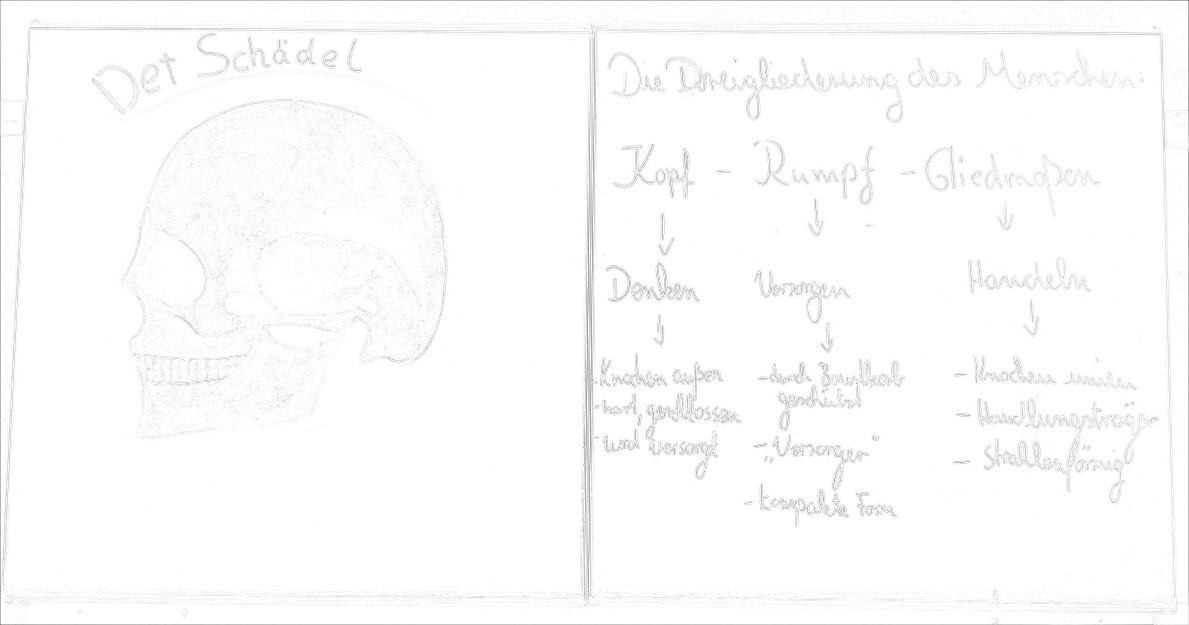 Der Schädel
Die Dreigliederung des Menschen:
Kopf - Rumpf - Gliedmaßen
Denken
Versorgen
Handeln
- Knochen außen
- hart, geschlossen
- wird versorgt
- durch Brustkorb
geschützt
- „Versorger“
- kompakte Form
- Knochen innen
- Handlungsträger
- Strahlenförmig